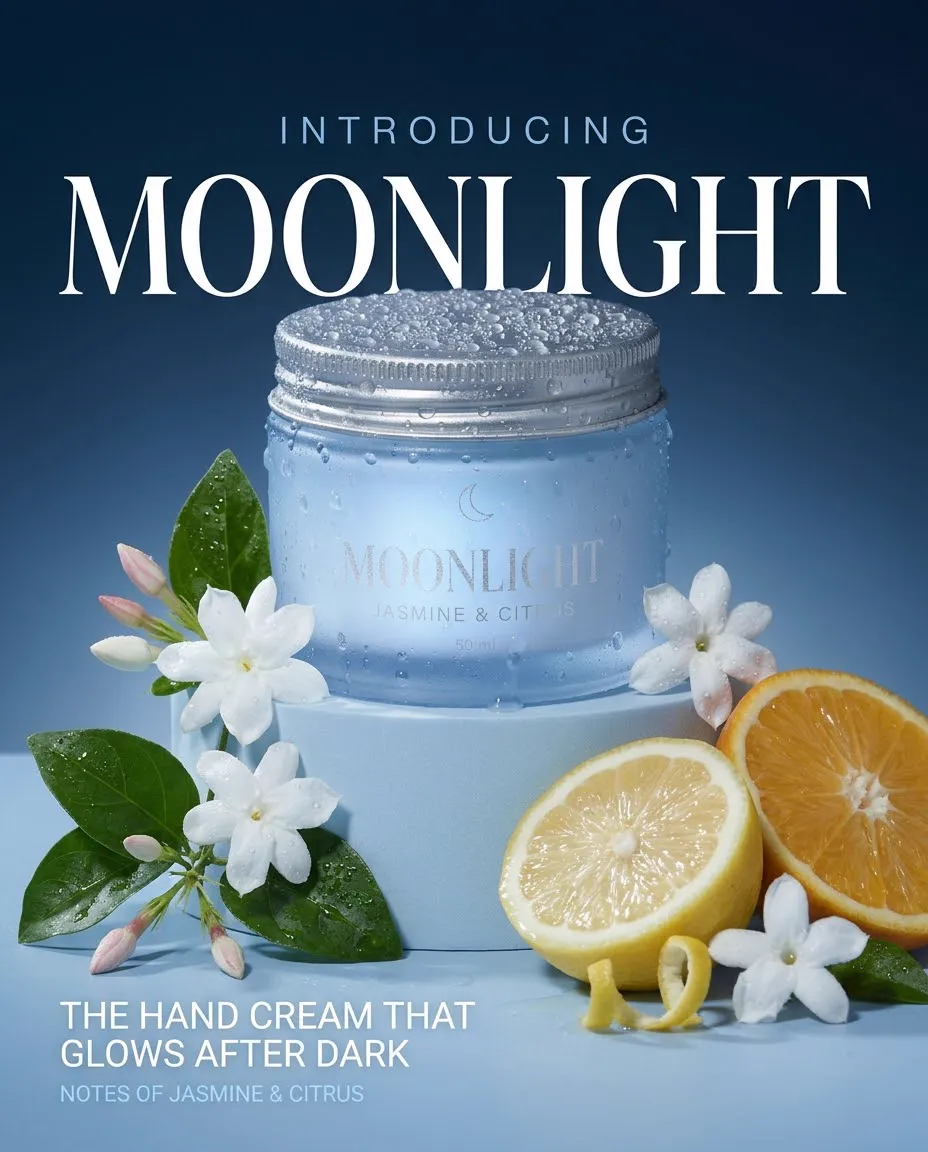 INTRODUCING
MOONLIGHT
MOONLIGHT
JASMINE & CITRUS
50 ml
THE HAND CREAM THAT
GLOWS AFTER DARK
NOTES OF JASMINE & CITRUS